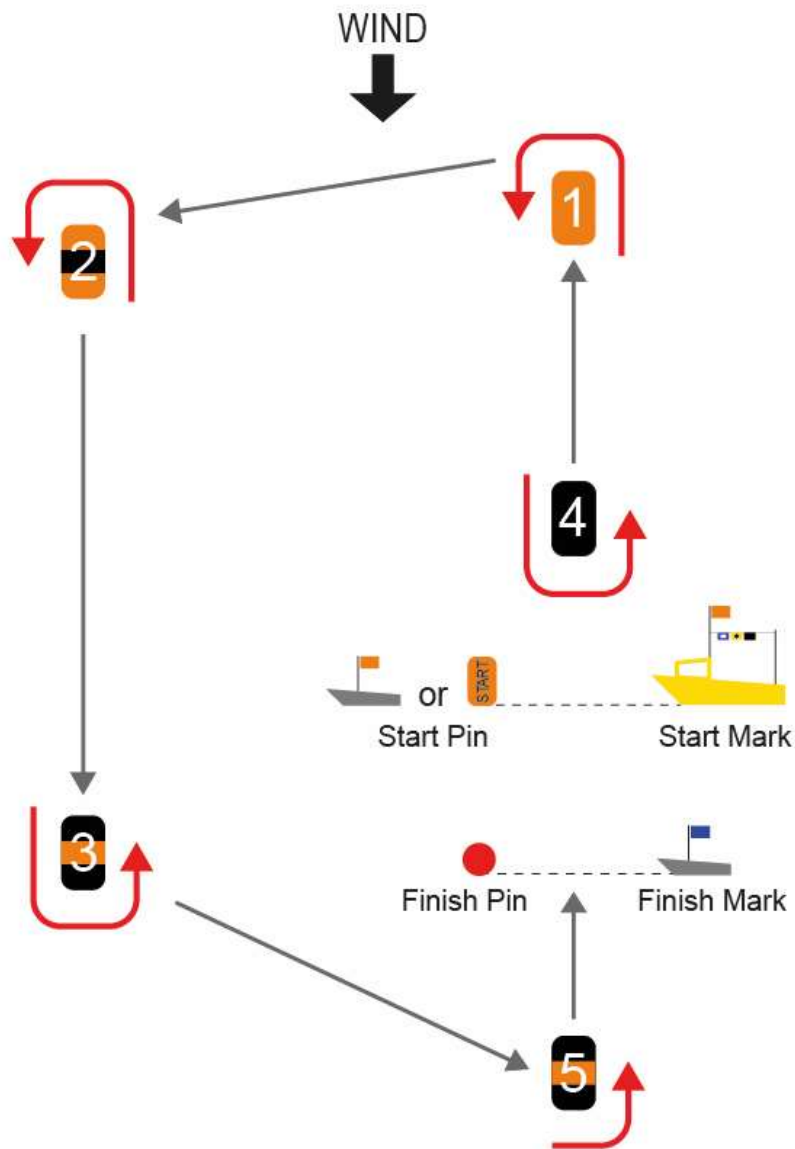 WIND
1
2
4
START
or
Start Pin
Start Mark
3
Finish Pin
Finish Mark
5